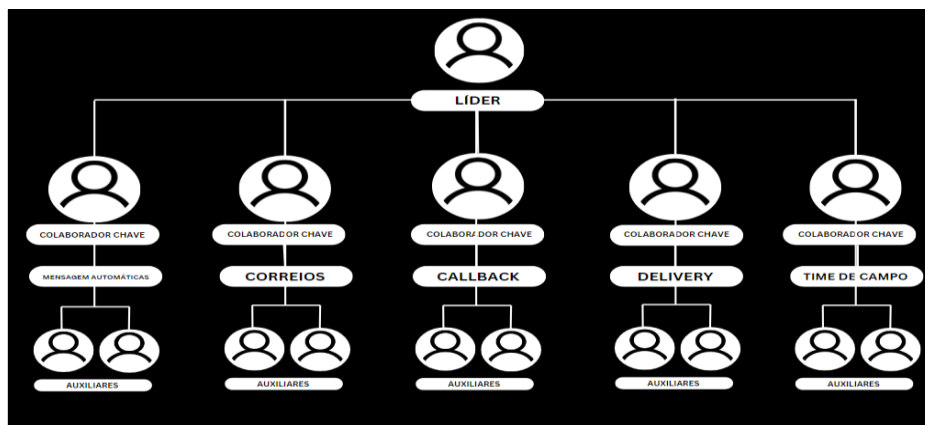 LÍDER
COLABORADOR CHAVE
COLABORADOR CHAVE
COLABORADOR CHAVE
COLABORADOR CHAVE
COLABORADOR CHAVE
MENSAGEM AUTOMÁTICAS
CORREIOS
CALLBACK
DELIVERY
TIME DE CAMPO
AUXILIARES
AUXILIARES
AUXILIARES
AUXILIARES
AUXILIARES